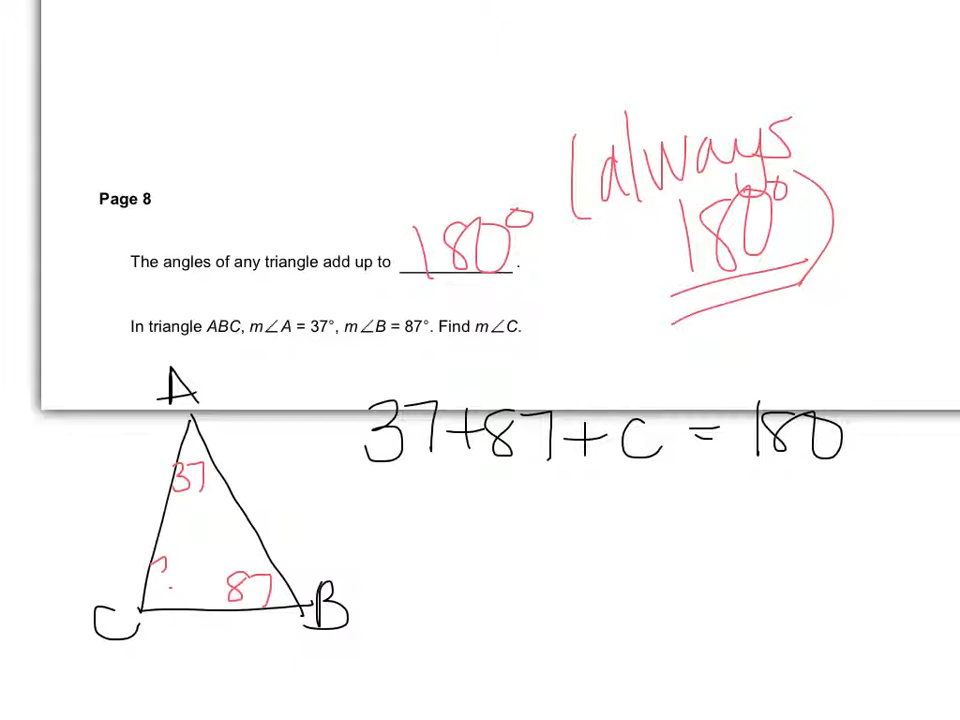 (always
180°)
Page 8
The angles of any triangle add up to 180°.
In triangle ABC, m∠A = 37°, m∠B = 87°. Find m∠C.
A
37+87+C = 180
37
?
87
C
B